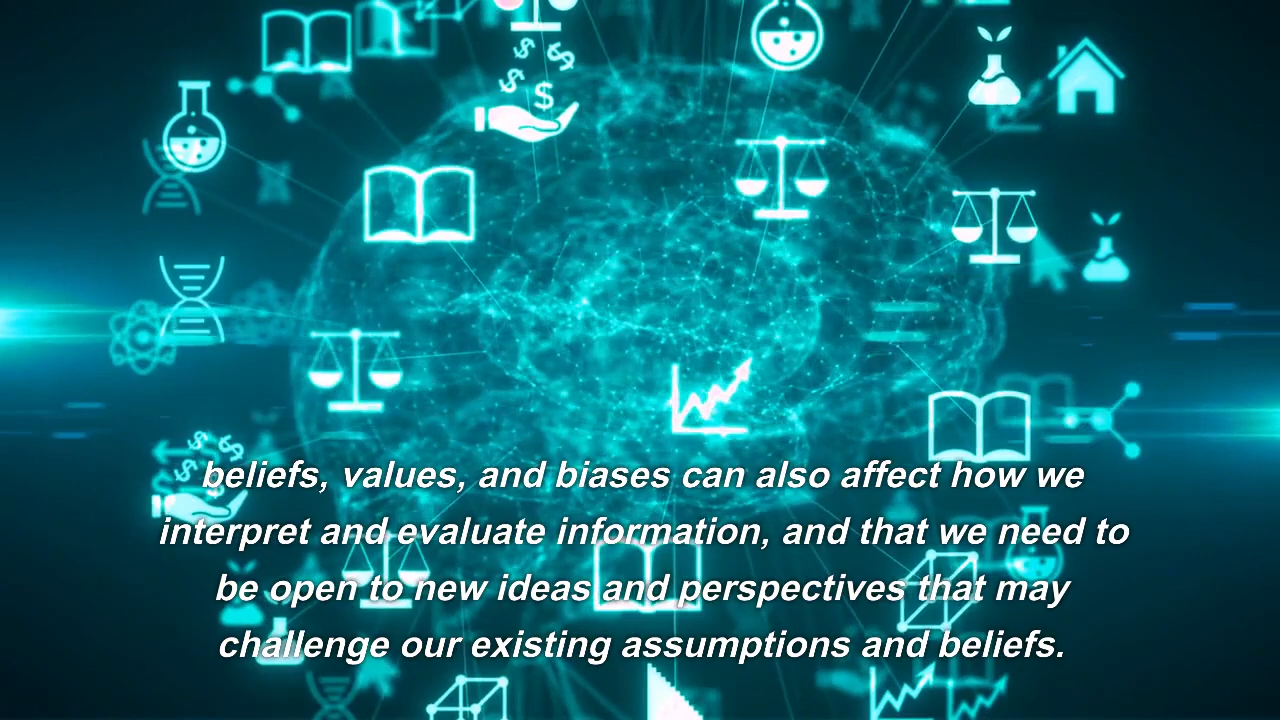 beliefs, values, and biases can also affect how we
interpret and evaluate information, and that we need to
be open to new ideas and perspectives that may
challenge our existing assumptions and beliefs.